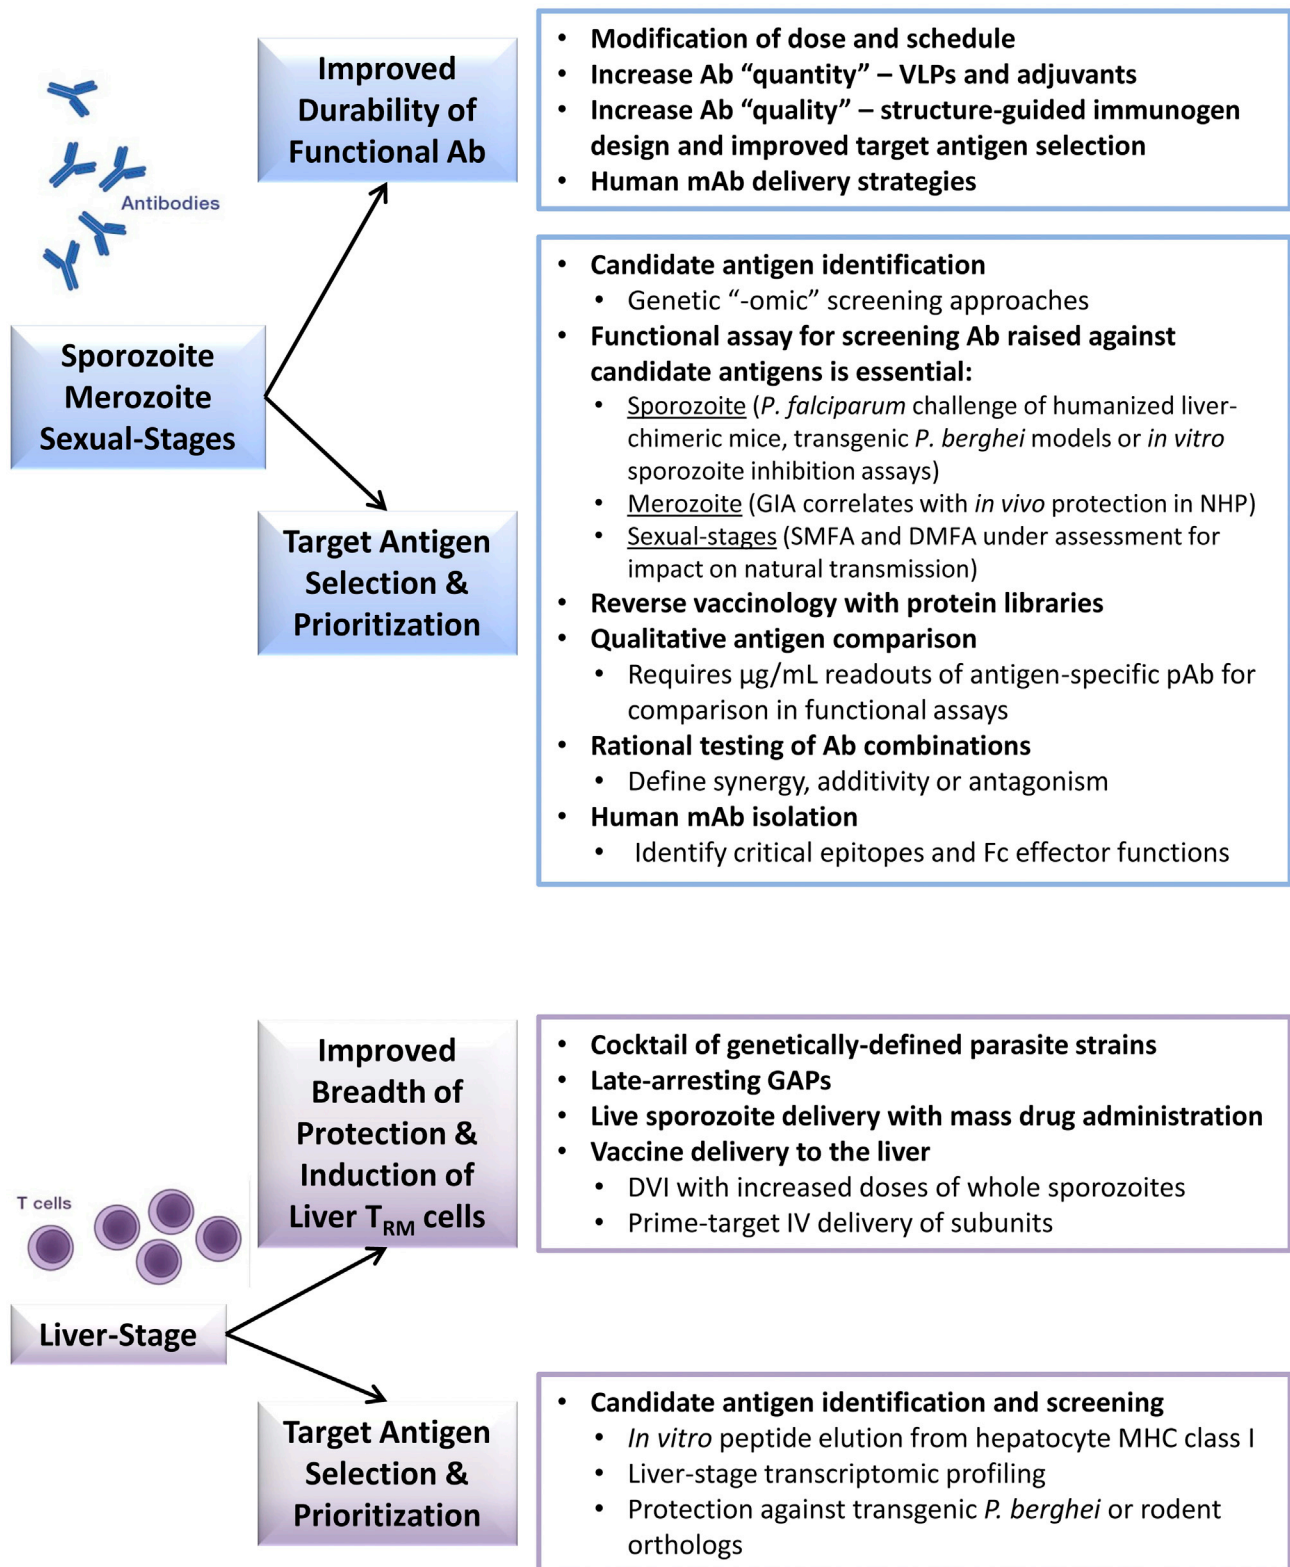 Antibodies
Sporozoite
Merozoite
Sexual-Stages
Improved
Durability of
Functional Ab
• Modification of dose and schedule
• Increase Ab “quantity” – VLPs and adjuvants
• Increase Ab “quality” – structure-guided immunogen
design and improved target antigen selection
• Human mAb delivery strategies
Target Antigen
Selection &
Prioritization
• Candidate antigen identification
• Genetic “-omic” screening approaches
• Functional assay for screening Ab raised against
candidate antigens is essential:
• Sporozoite (P. falciparum challenge of humanized liver-
chimeric mice, transgenic P. berghei models or in vitro
sporozoite inhibition assays)
• Merozoite (GIA correlates with in vivo protection in NHP)
• Sexual-stages (SMFA and DMFA under assessment for
impact on natural transmission)
• Reverse vaccinology with protein libraries
• Qualitative antigen comparison
• Requires µg/mL readouts of antigen-specific pAb for
comparison in functional assays
• Rational testing of Ab combinations
• Define synergy, additivity or antagonism
• Human mAb isolation
• Identify critical epitopes and Fc effector functions
T cells
Liver-Stage
Improved
Breadth of
Protection &
Induction of
Liver TRM cells
• Cocktail of genetically-defined parasite strains
• Late-arresting GAPs
• Live sporozoite delivery with mass drug administration
• Vaccine delivery to the liver
• DVI with increased doses of whole sporozoites
• Prime-target IV delivery of subunits
Target Antigen
Selection &
Prioritization
• Candidate antigen identification and screening
• In vitro peptide elution from hepatocyte MHC class I
• Liver-stage transcriptomic profiling
• Protection against transgenic P. berghei or rodent
orthologs